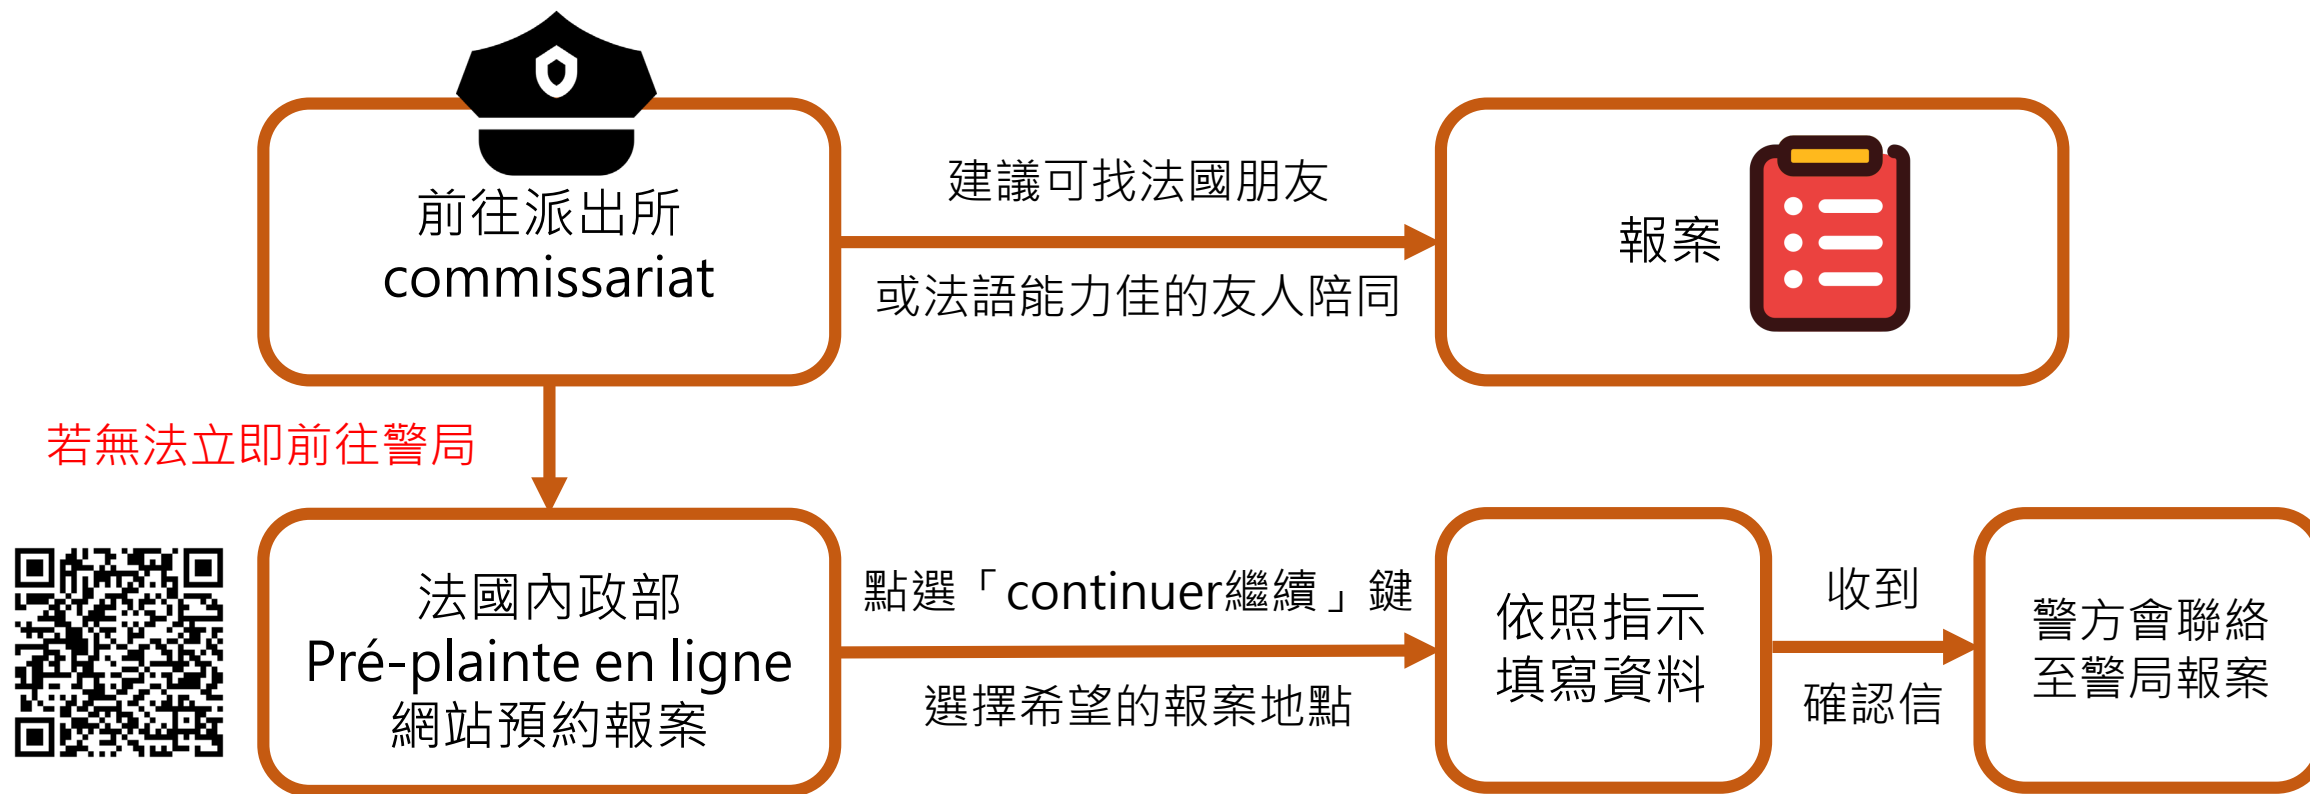 前往派出所
commissariat
建議可找法國朋友
或法語能力佳的友人陪同
報案
若無法立即前往警局
法國內政部
Pré-plainte en ligne
網站預約報案
點選「continuer繼續」鍵
選擇希望的報案地點
依照指示
填寫資料
收到
確認信
警方會聯絡
至警局報案